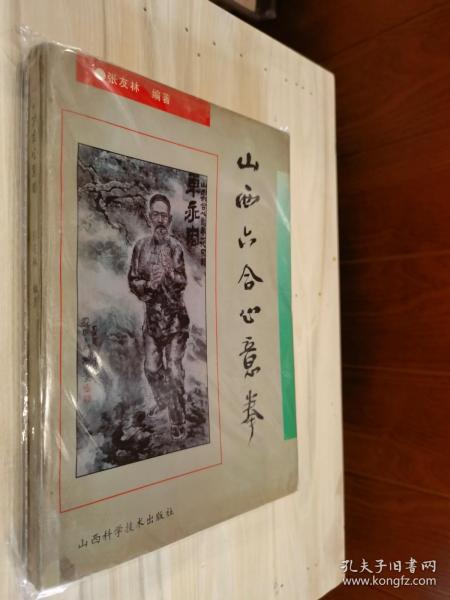 张友林 编著
山西六合心意拳
车永宏
山西科学技术出版社
孔夫子旧书网
www.kongfz.com